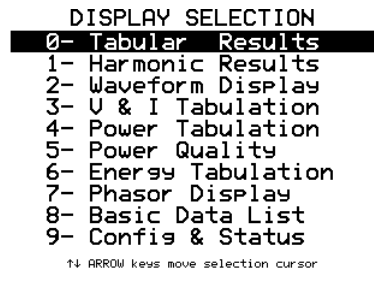 DISPLAY SELECTION
0- Tabular Results
1- Harmonic Results
2- Waveform Display
3- V & I Tabulation
4- Power Tabulation
5- Power Quality
6- Energy Tabulation
7- Phasor Display
8- Basic Data List
9- Config & Status
↑↓ ARROW keys move selection cursor